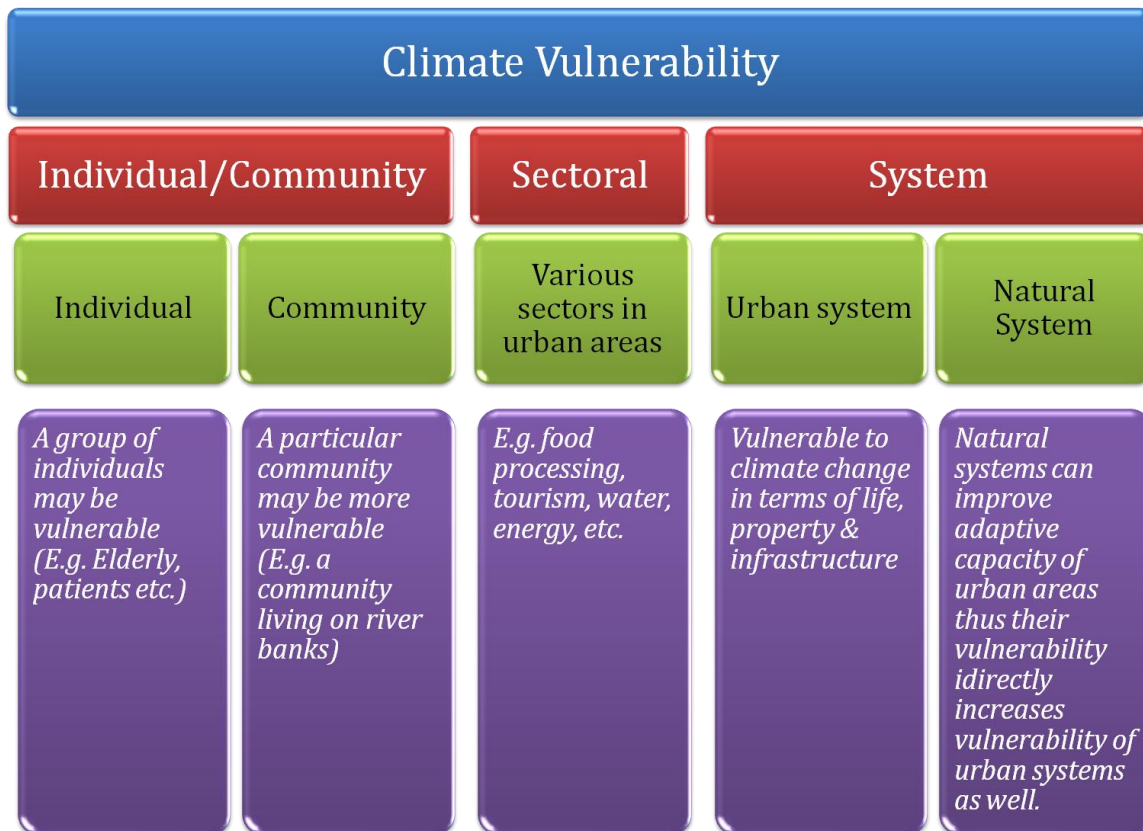 Climate Vulnerability
Individual/Community
Sectoral
System
Individual
Community
Various
sectors in
urban areas
Urban system
Natural
System
A group of
individuals
may be
vulnerable
(E.g. Elderly,
patients etc.)
A particular
community
may be more
vulnerable
(E.g. a
community
living on river
banks)
E.g. food
processing,
tourism, water,
energy, etc.
Vulnerable to
climate change
in terms of life,
property &
infrastructure
Natural
systems can
improve
adaptive
capacity of
urban areas
thus their
vulnerability
idirectly
increases
vulnerability of
urban systems
as well.